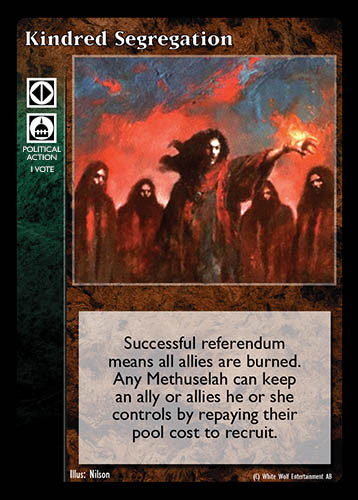 Kindred Segregation
POLITICAL
ACTION
1 VOTE
Successful referendum
means all allies are burned.
Any Methuselah can keep
an ally or allies he or she
controls by repaying their
pool cost to recruit.
Illus: Nilson
(C) White Wolf Entertainment AB